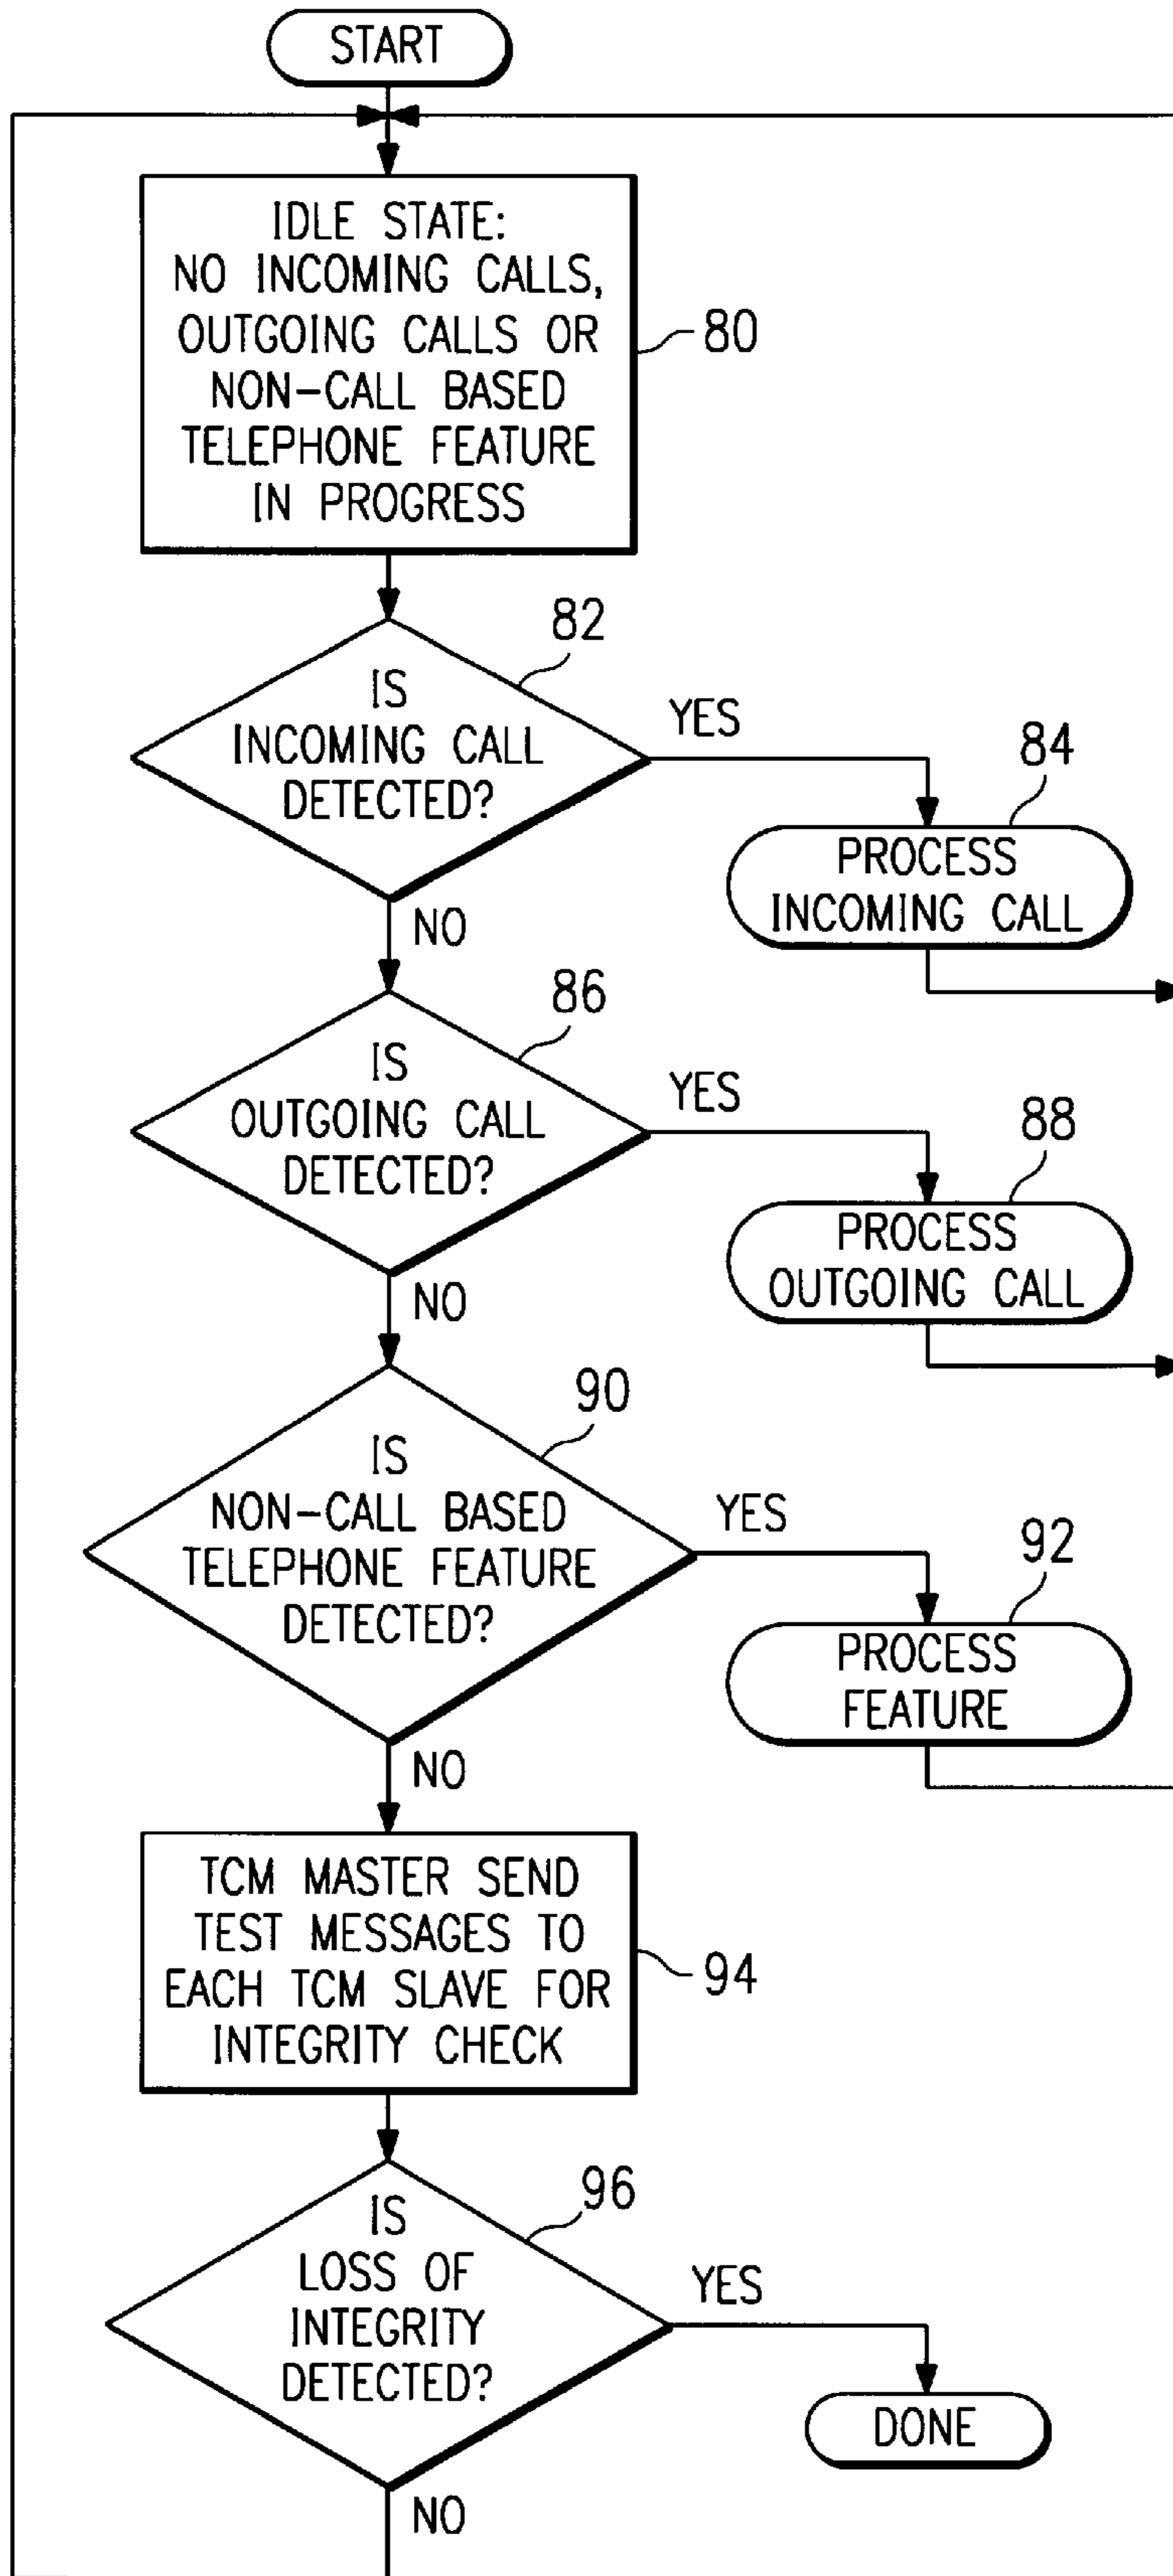 START
IDLE STATE:
NO INCOMING CALLS,
OUTGOING CALLS OR
NON-CALL BASED
TELEPHONE FEATURE
IN PROGRESS
80
82
IS
INCOMING CALL
DETECTED?
YES
84
PROCESS
INCOMING CALL
NO
86
IS
OUTGOING CALL
DETECTED?
YES
88
PROCESS
OUTGOING CALL
NO
90
IS
NON-CALL BASED
TELEPHONE FEATURE
DETECTED?
YES
92
PROCESS
FEATURE
NO
TCM MASTER SEND
TEST MESSAGES TO
EACH TCM SLAVE FOR
INTEGRITY CHECK
94
96
IS
LOSS OF
INTEGRITY
DETECTED?
YES
DONE
NO